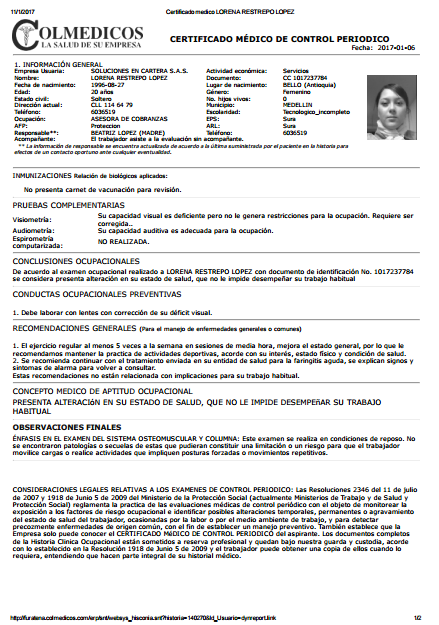 11/1/2017 Certificado medico LORENA RESTREPO LOPEZ
COLMEDICOS
LA SALUD DE SU EMPRESA
CERTIFICADO MÉDICO DE CONTROL PERIODICO
Fecha: 2017-01-06
1. INFORMACIÓN GENERAL
Empresa Usuaria: SOLUCIONES EN CARTERA S.A.S. Actividad económica: Servicios
Nombre: LORENA RESTREPO LOPEZ Documento: CC 1017237784
Fecha de nacimiento: 1996-08-27 Lugar de nacimiento: BELLO (Antioquia)
Edad: 20 años Género: Femenino
Estado civil: Soltero No. hijos vivos: 0
Dirección actual: CLL 114 64 79 Municipio: MEDELLIN
Teléfono: 6036519 Escolaridad: Tecnologico_incompleto
Ocupación: ASESORA DE COBRANZAS EPS: Sura
AFP: Proteccion ARL: Sura
Responsable**: BEATRIZ LOPEZ (MADRE) Teléfono: 6036519
Acompañante: El trabajador asiste a la evaluación sin acompañante.
** La información de responsable se encuentra actualizada de acuerdo a la última suministrada por el paciente en la historia para
efectos de un contacto oportuno ante cualquier eventualidad.
INMUNIZACIONES Relación de biológicos aplicados:
No presenta carnet de vacunación para revisión.
PRUEBAS COMPLEMENTARIAS
Visiometría: Su capacidad visual es deficiente pero no le genera restricciones para la ocupación. Requiere ser
corregida..
Audiometría: Su capacidad auditiva es adecuada para la ocupación.
Espirometría
computarizada: NO REALIZADA.
CONCLUSIONES OCUPACIONALES
De acuerdo al examen ocupacional realizado a LORENA RESTREPO LOPEZ con documento de identificación No. 1017237784
se considera presenta alteración en su estado de salud, que no le impide desempeñar su trabajo habitual
CONDUCTAS OCUPACIONALES PREVENTIVAS
1. Debe laborar con lentes con corrección de su déficit visual.
RECOMENDACIONES GENERALES (Para el manejo de enfermedades generales o comunes)
1. El ejercicio regular al menos 5 veces a la semana en sesiones de media hora, mejora el estado general, por lo que le
recomendamos mantener la practica de actividades deportivas, acorde con su interés, estado físico y condición de salud.
2. Se recomienda continuar con el tratamiento enviada en su entidad de salud para la faringitis aguda, se explican signos y
sintomas de alarma para volver a consultar.
Estas recomendaciones no están relacionada con implicaciones para su trabajo habitual.
CONCEPTO MEDICO DE APTITUD OCUPACIONAL
PRESENTA ALTERACIóN EN SU ESTADO DE SALUD, QUE NO LE IMPIDE DESEMPEñAR SU TRABAJO
HABITUAL
OBSERVACIONES FINALES
ÉNFASIS EN EL EXAMEN DEL SISTEMA OSTEOMUSCULAR Y COLUMNA: Este examen se realiza en condiciones de reposo. No
se encontraron patologías o secuelas de estas que pudieran constituir una limitación o un riesgo para que el trabajador
movilice cargas o realice actividades que impliquen posturas forzadas o movimientos repetitivos.
CONSIDERACIONES LEGALES RELATIVAS A LOS EXAMENES DE CONTROL PERIODICO: Las Resoluciones 2346 del 11 de julio
de 2007 y 1918 de Junio 5 de 2009 del Ministerio de la Protección Social (actualmente Ministerios de Trabajo y de Salud y
Protección Social) reglamenta la practica de las evaluaciones médicas de control periódico con el objeto de monitorear la
exposición a los factores de riesgo ocupacional e identificar posibles alteraciones temporales, permanentes o agravamiento
del estado de salud del trabajador, ocasionadas por la labor o por el medio ambiente de trabajo, y para detectar
precozmente enfermedades de origen común, con el fin de establecer un manejo preventivo. También establece que la
Empresa solo puede conocer el CERTIFICADO MéDICO DE CONTROL PERIODICO del aspirante. Los documentos completos
de la Historia Clínica Ocupacional están sometidos a reserva profesional y quedan bajo nuestra guarda y custodia, acorde
con lo establecido en la Resolución 1918 de Junio 5 de 2009 y el trabajador puede obtener una copia de ellos cuando lo
requiera, entendiendo que hacen parte integral de su historial médico.
1/2